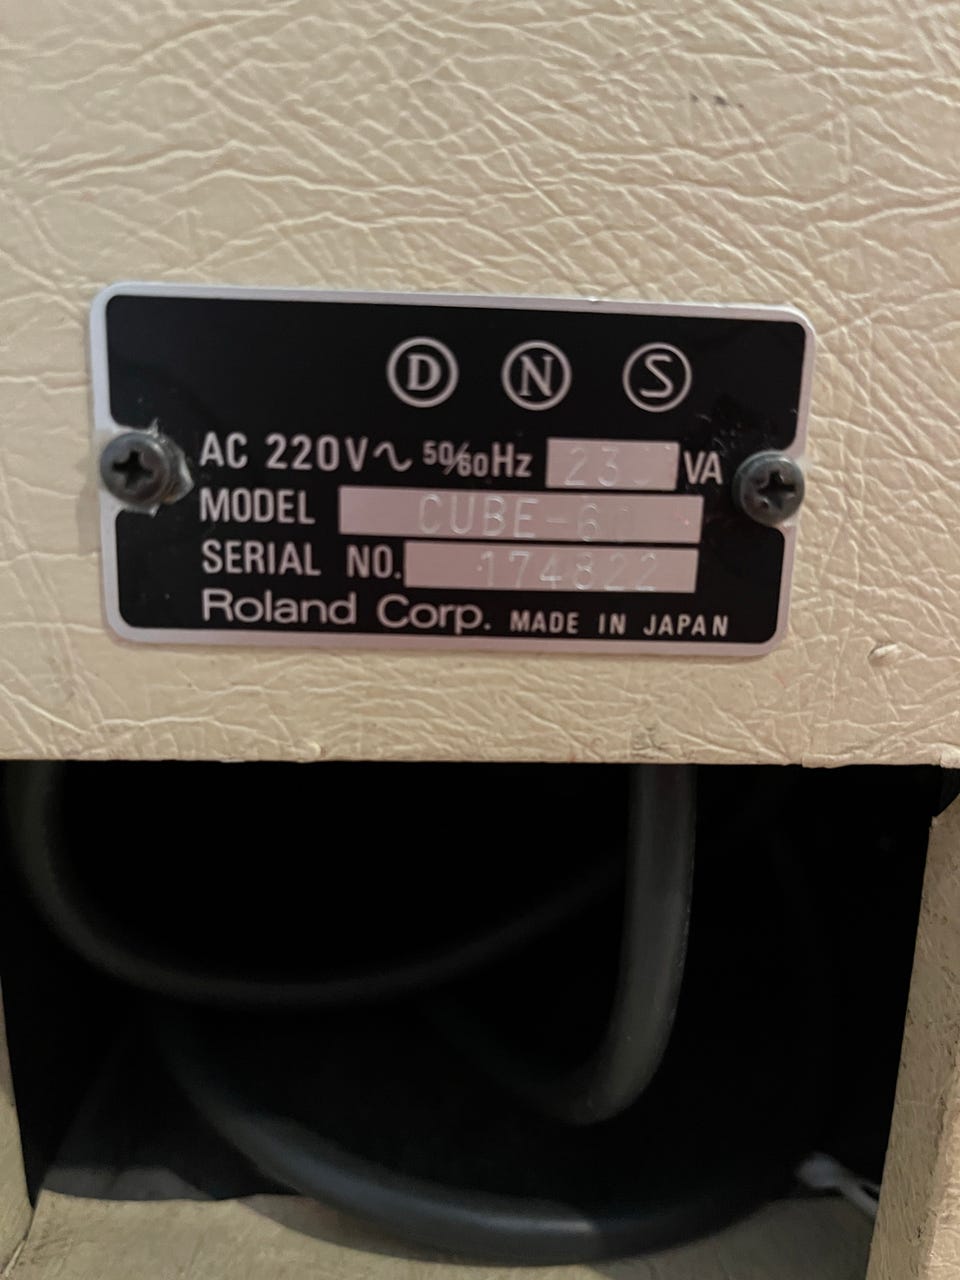 D N S
AC 220V~ 50/60Hz VA
MODEL CUBE-60
SERIAL NO. 174822
Roland Corp. MADE IN JAPAN